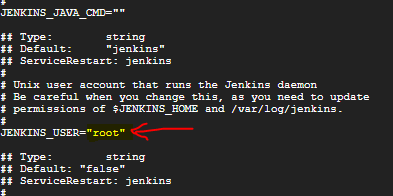 #
JENKINS_JAVA_CMD=""
## Type:        string
## Default:     "jenkins"
## ServiceRestart: jenkins
#
# Unix user account that runs the Jenkins daemon
# Be careful when you change this, as you need to update
# permissions of $JENKINS_HOME and /var/log/jenkins.
#
JENKINS_USER="root"
## Type:        string
## Default: "false"
## ServiceRestart: jenkins
#